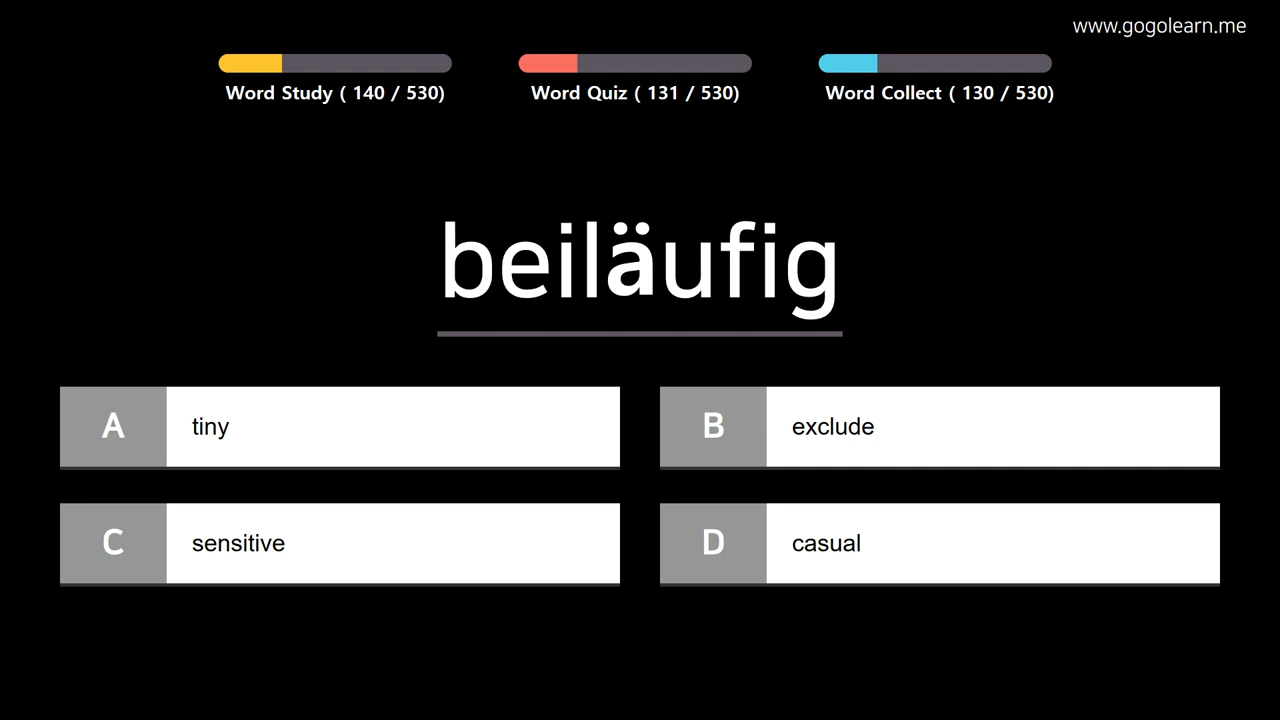 www.gogolearn.me
Word Study ( 140 / 530)
Word Quiz ( 131 / 530)
Word Collect ( 130 / 530)
beiläufig
A
tiny
B
exclude
C
sensitive
D
casual